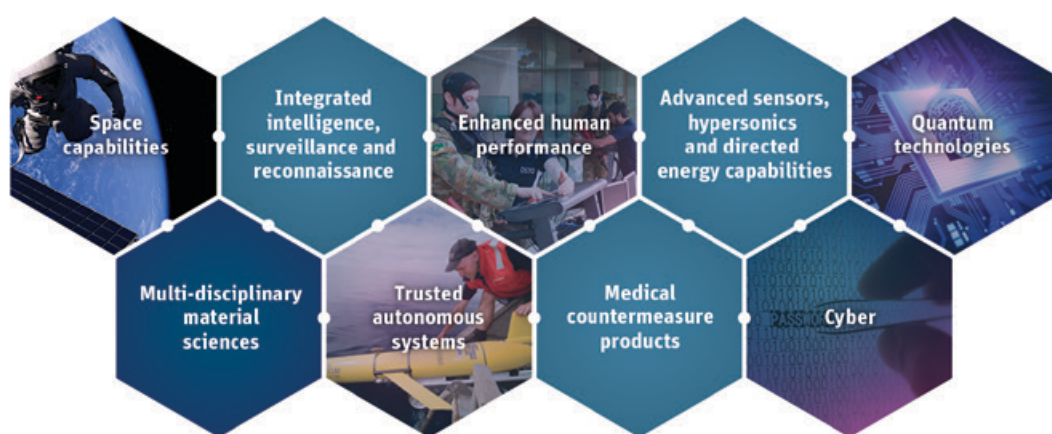 Space
capabilities
Integrated
intelligence,
surveillance and
reconnaissance
Enhanced human
performance
Advanced sensors,
hypersonics
and directed
energy capabilities
Quantum
technologies
Multi-disciplinary
material
sciences
Trusted
autonomous
systems
Medical
countermeasure
products
Cyber